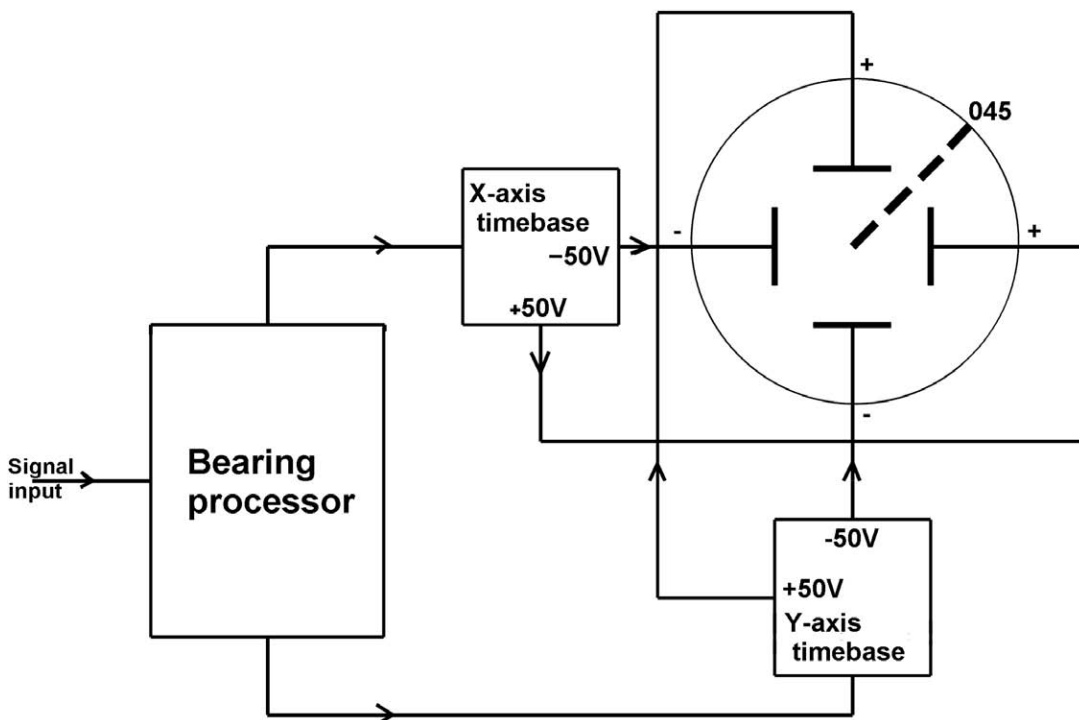 +
045
X-axis
timebase
−50V
+50V
-
+
-
Signal
input
Bearing
processor
-50V
+50V
Y-axis
timebase